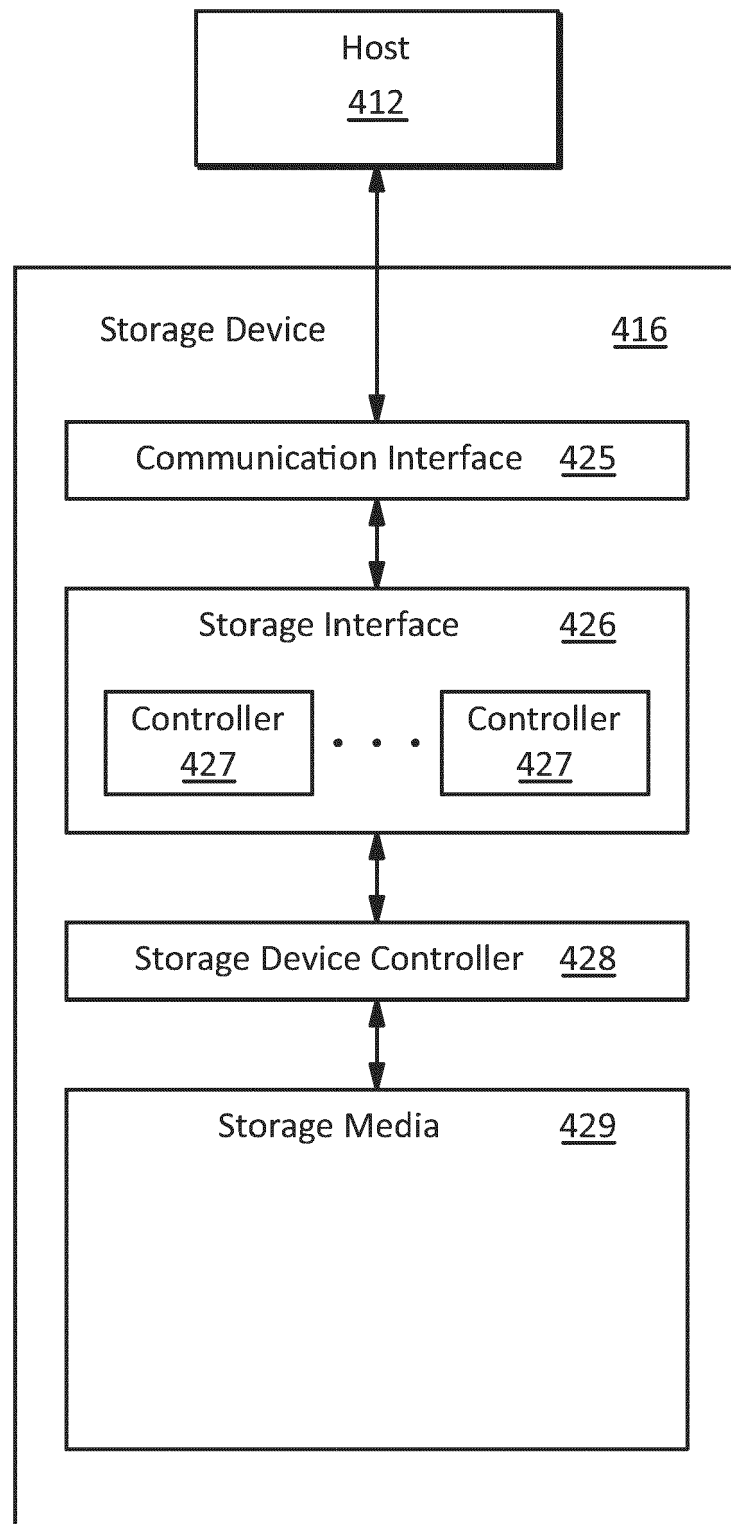 Host
412
Storage Device 416
Communication Interface 425
Storage Interface 426
Controller Controller
427 . . . 427
Storage Device Controller 428
Storage Media 429